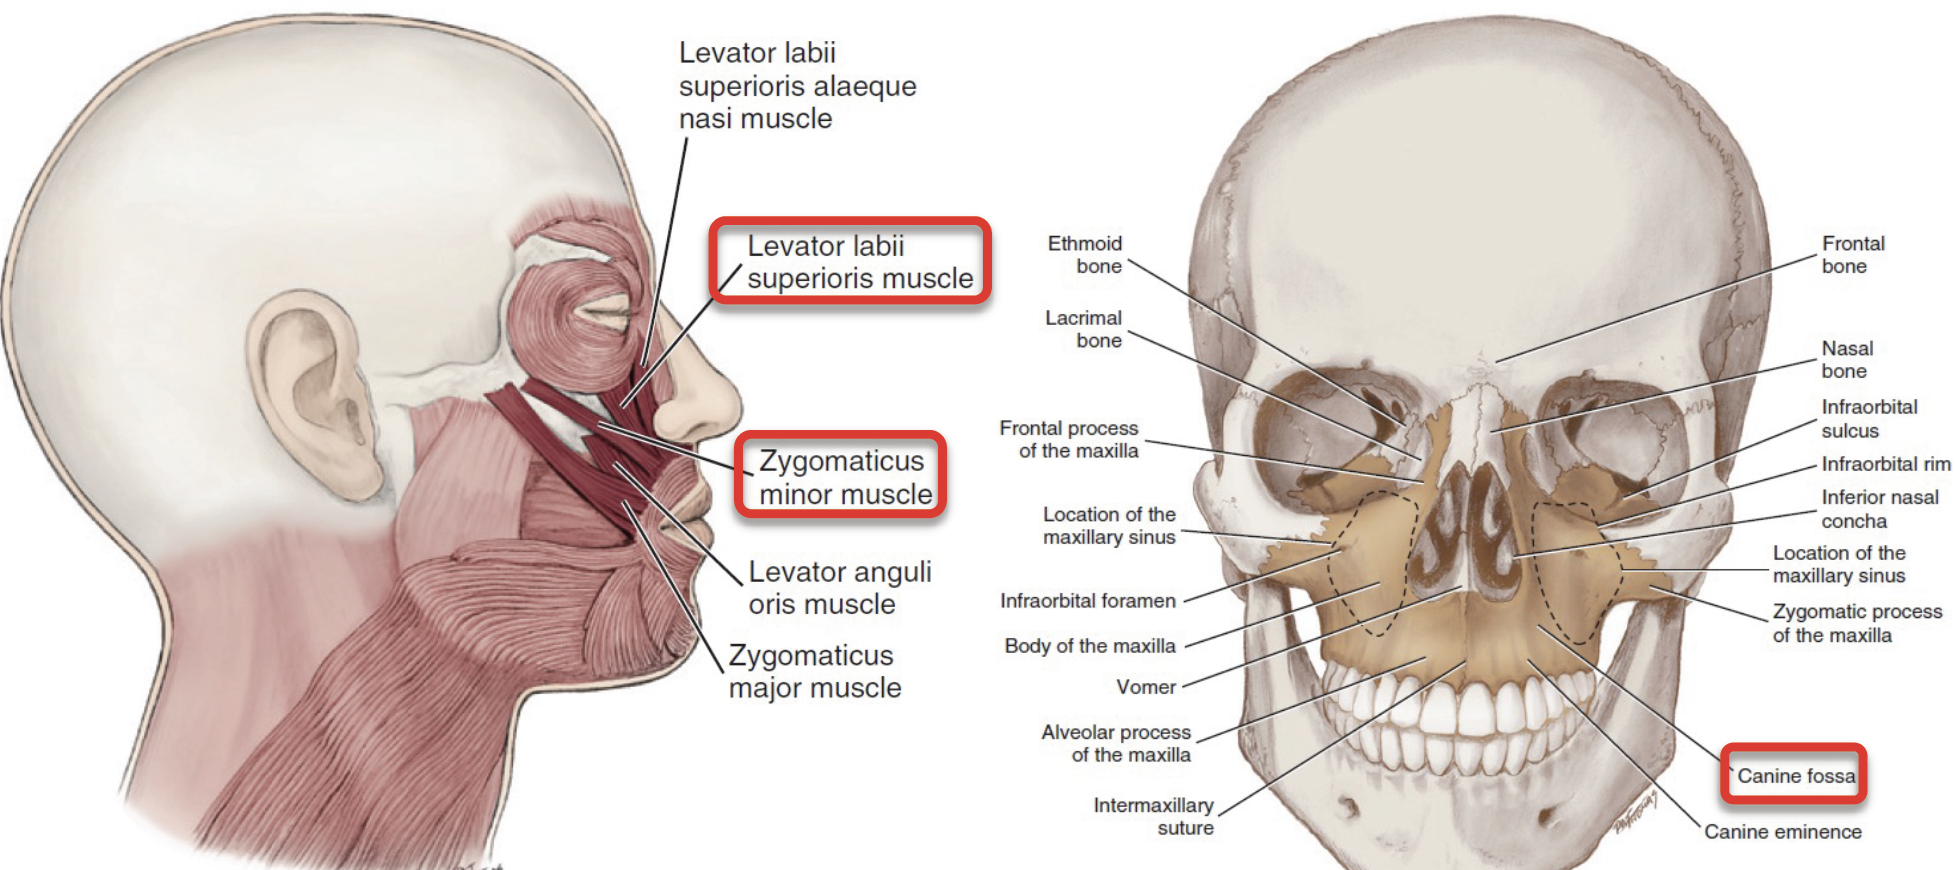 Levator labii
superioris alaeque
nasi muscle
Levator labii
superioris muscle
Zygomaticus
minor muscle
Levator anguli
oris muscle
Zygomaticus
major muscle
Ethmoid
bone
Lacrimal
bone
Frontal process
of the maxilla
Location of the
maxillary sinus
Infraorbital foramen
Body of the maxilla
Vomer
Alveolar process
of the maxilla
Intermaxillary
suture
Frontal
bone
Nasal
bone
Infraorbital
sulcus
Infraorbital rim
Inferior nasal
concha
Location of the
maxillary sinus
Zygomatic process
of the maxilla
Canine fossa
Canine eminence